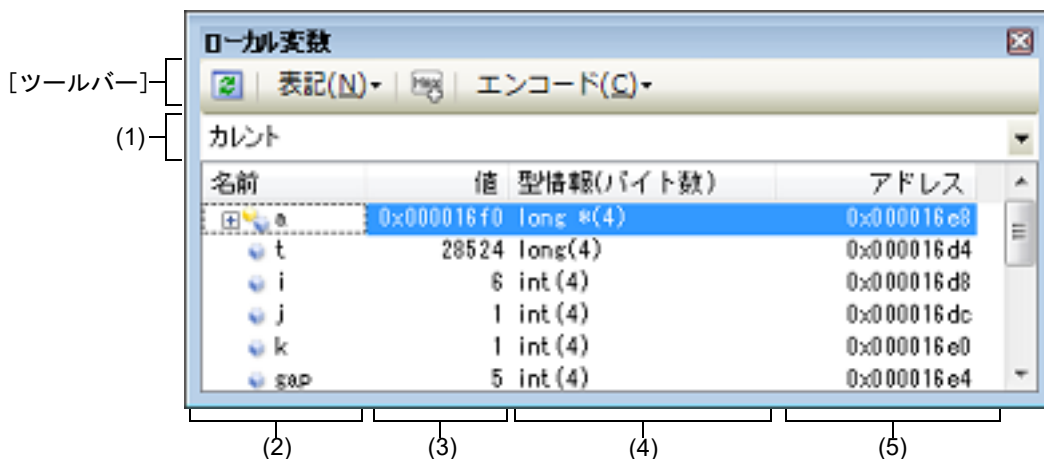 ローカル変数
[ツールバー]
表記(N) Hex エンコード(C)
(1) カレント
名前 値 型情報(バイト数) アドレス
a 0x000016f0 long *(4) 0x000016e8
t 28524 long(4) 0x000016d4
i 6 int(4) 0x000016d8
j 1 int(4) 0x000016dc
k 1 int(4) 0x000016e0
gap 5 int(4) 0x000016e4
(2) (3) (4) (5)